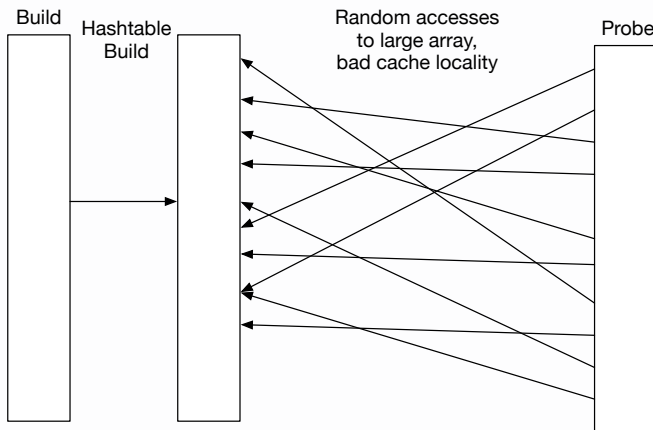 Build
Hashtable
Build
Random accesses
to large array,
bad cache locality
Probe